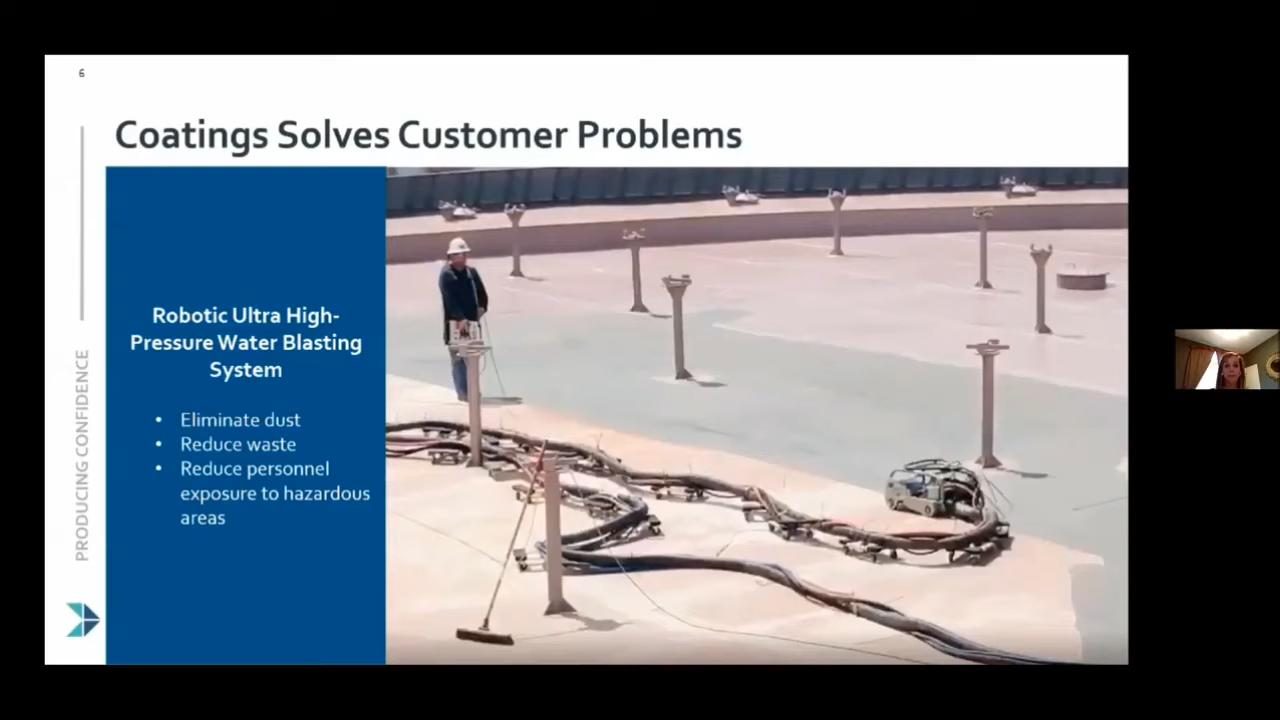 6
Coatings Solves Customer Problems
Robotic Ultra High-
Pressure Water Blasting
System
• Eliminate dust
• Reduce waste
• Reduce personnel
exposure to hazardous
areas
PRODUCING CONFIDENCE